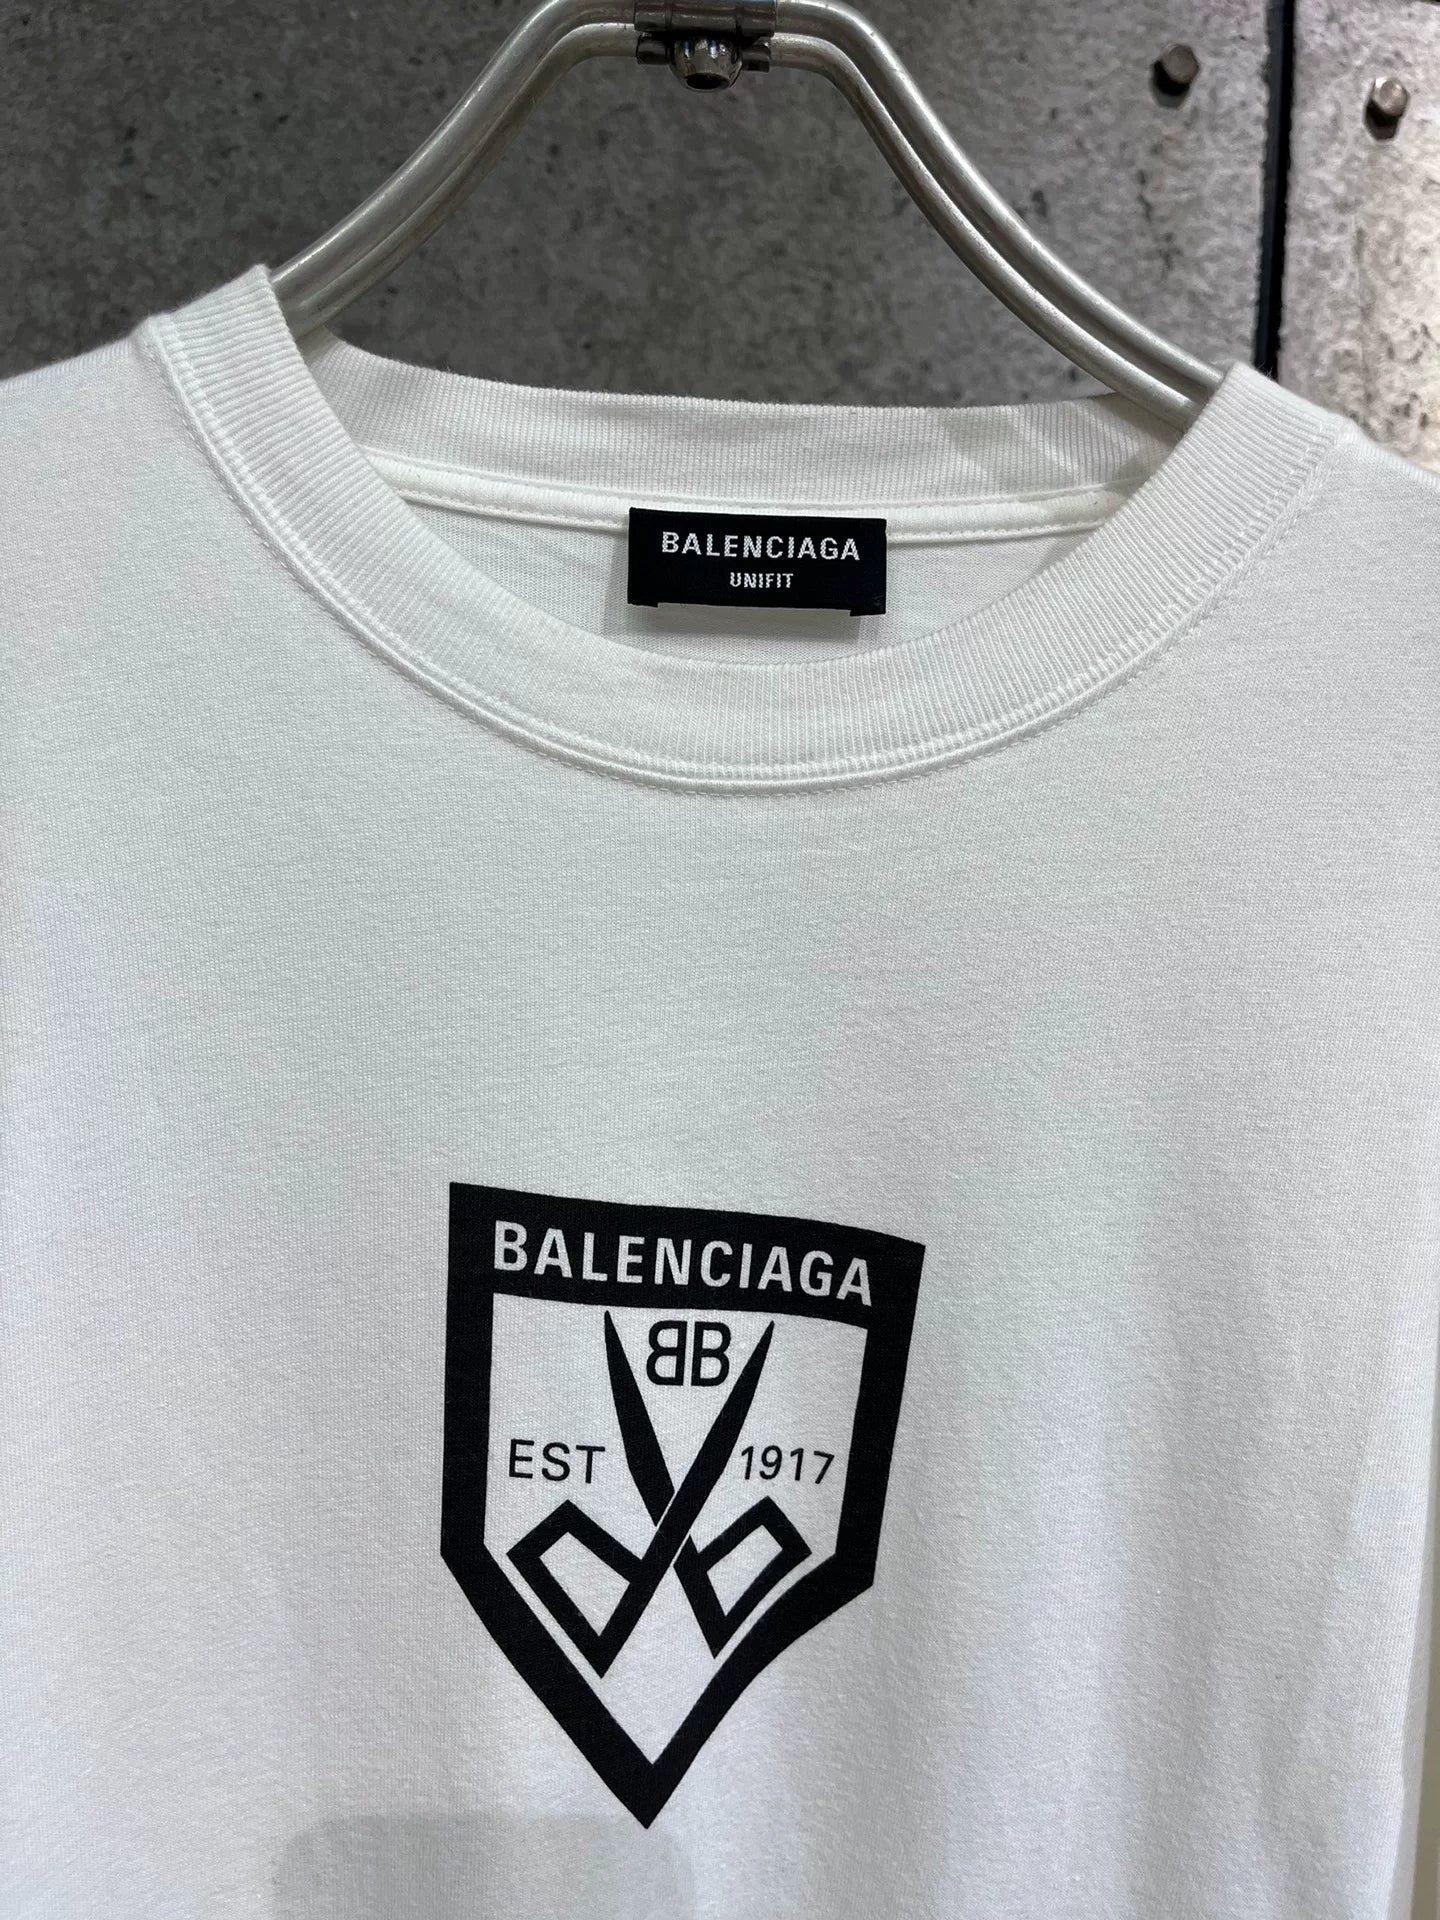 BALENCIAGA
UNIFIT
BALENCIAGA
BB
EST 1917